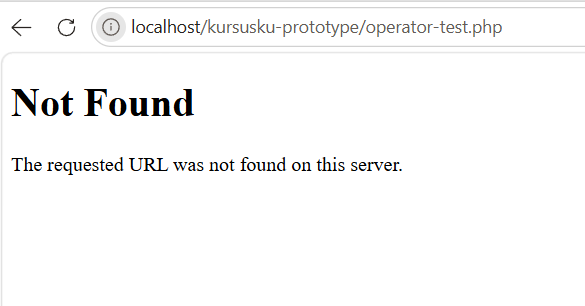 localhost/kursusku-prototype/operator-test.php
Not Found
The requested URL was not found on this server.